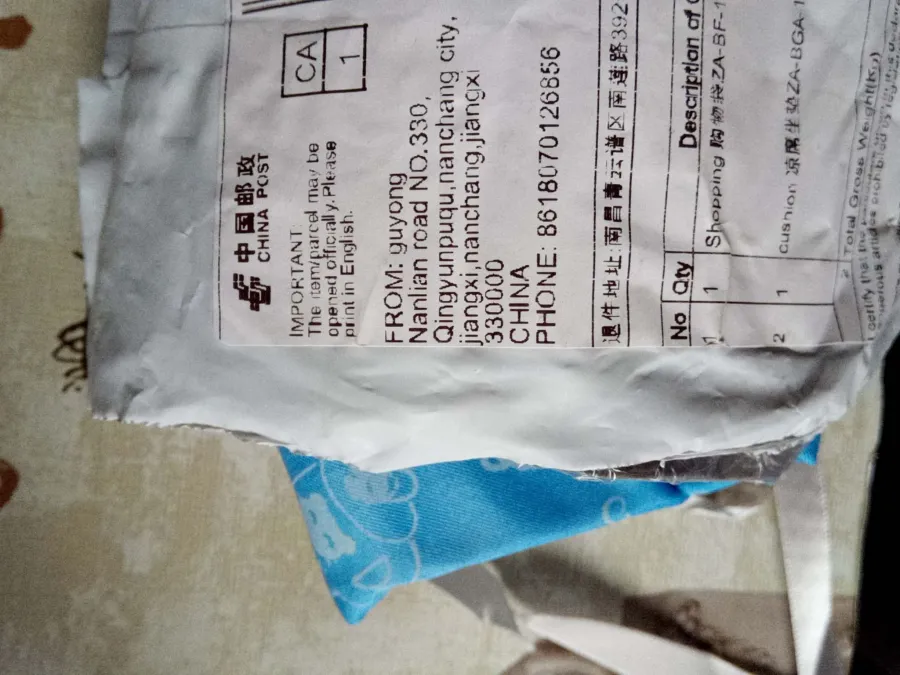 中国邮政
CHINA POST
CA
1
IMPORTANT:
The item/parcel may be
opened officially. Please
print in English.
FROM: guyong
Nanlian road NO.330,
Qingyunpuqu,nanchang city,
jiangxi,nanchang,jiangxi
330000
CHINA
PHONE: 8618070126856
退件地址:南昌青云谱区南莲路392
No Qty Description of
1 1 Shopping 购物袋ZA-BF-1
2 1 Cushion 凉席坐垫ZA-BGA-1
2 Total Gross Weight(Kg)